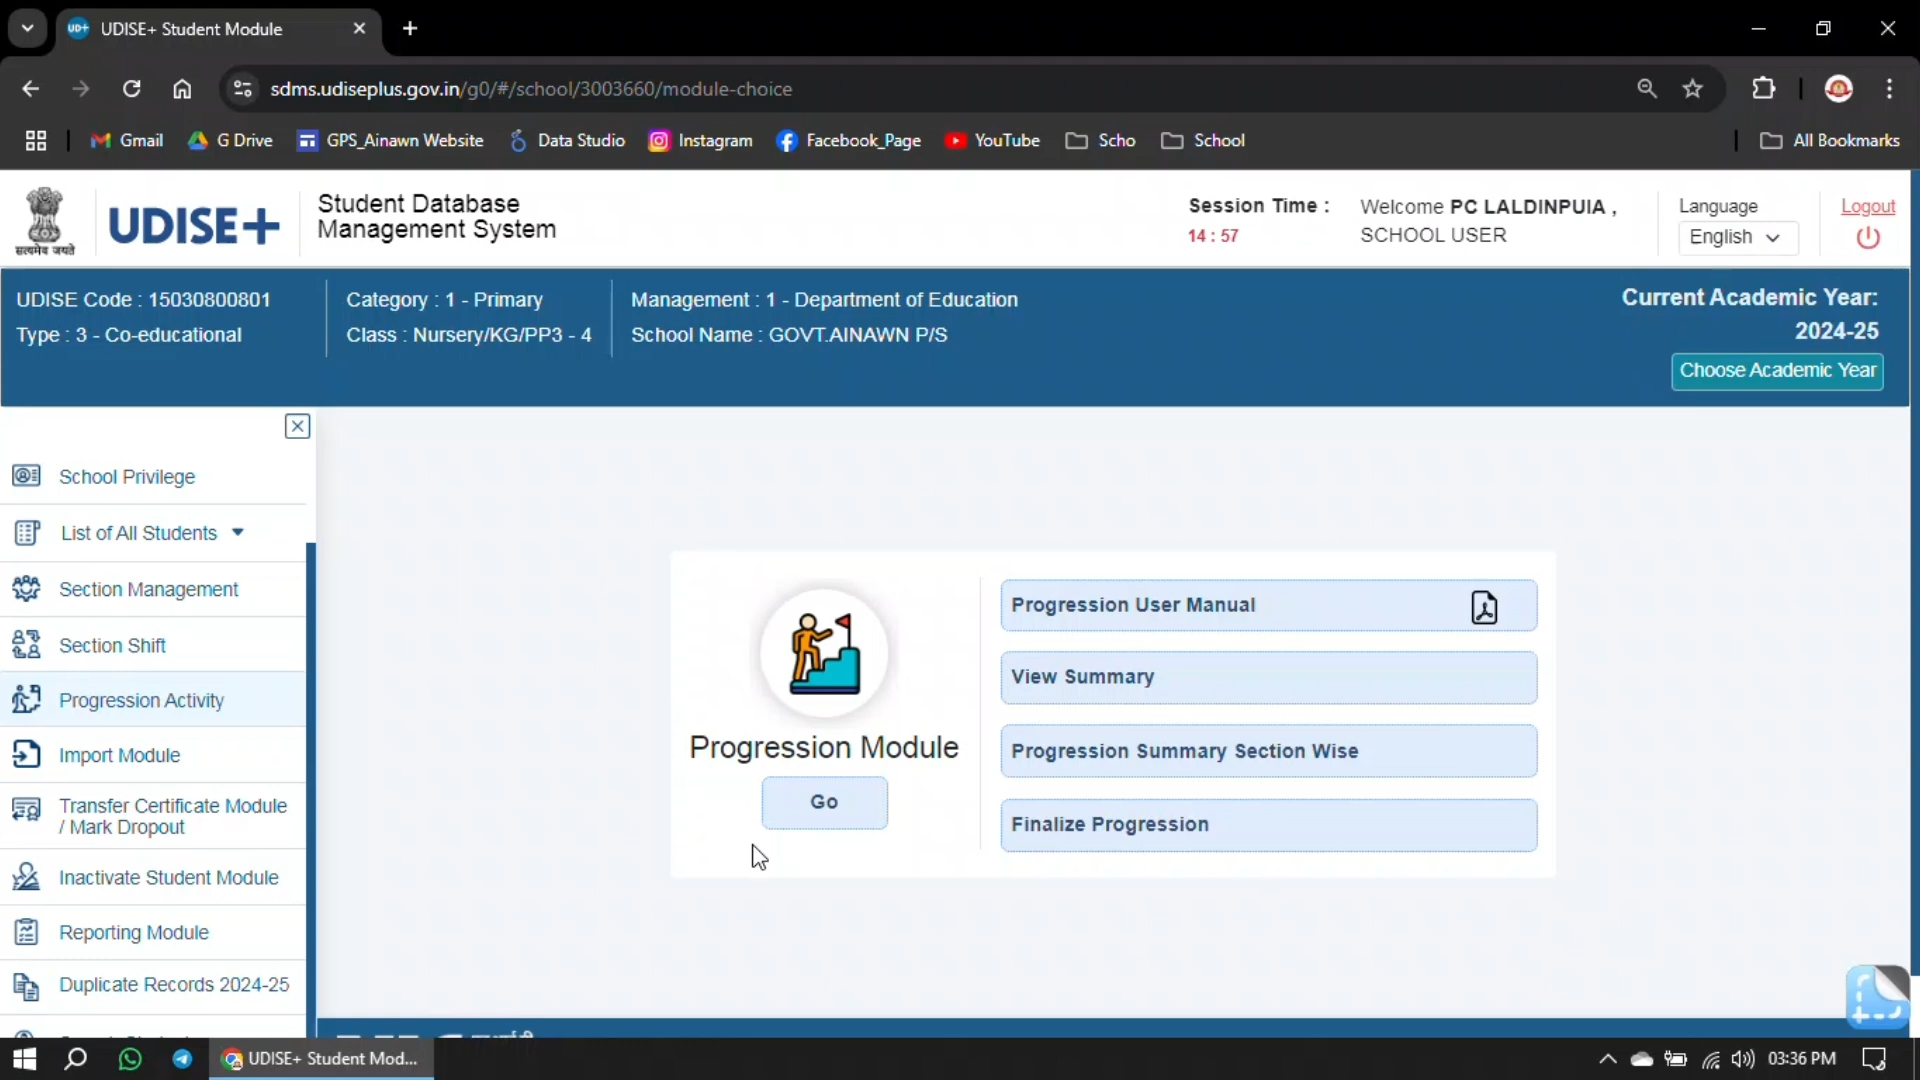 UD+ UDISE+ Student Module
sdms.udiseplus.gov.in/g0/#/school/3003660/module-choice
Gmail G Drive GPS_Ainawn Website Data Studio Instagram Facebook_Page YouTube Scho School All Bookmarks
सत्यमेव जयते
UDISE+
Student Database
Management System
Session Time :
14 : 57
Welcome PC LALDINPUIA ,
SCHOOL USER
Language
English
Logout
UDISE Code : 15030800801
Type : 3 - Co-educational
Category : 1 - Primary
Class : Nursery/KG/PP3 - 4
Management : 1 - Department of Education
School Name : GOVT.AINAWN P/S
Current Academic Year:
2024-25
Choose Academic Year
School Privilege
List of All Students
Section Management
Section Shift
Progression Activity
Import Module
Transfer Certificate Module
/ Mark Dropout
Inactivate Student Module
Reporting Module
Duplicate Records 2024-25
Progression Module
Go
Progression User Manual
View Summary
Progression Summary Section Wise
Finalize Progression
UDISE+ Student Mod...
03:36 PM